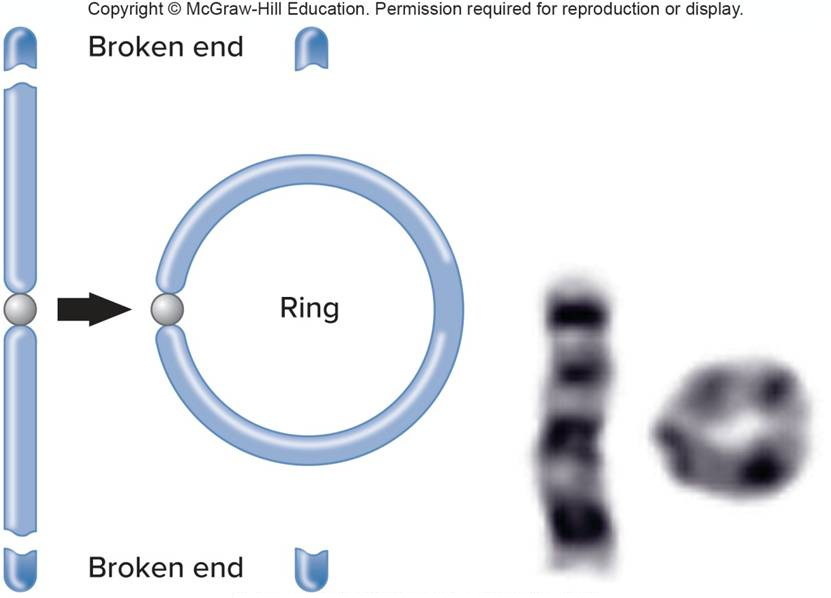 Copyright © McGraw-Hill Education. Permission required for reproduction or display.
Broken end
Ring
Broken end